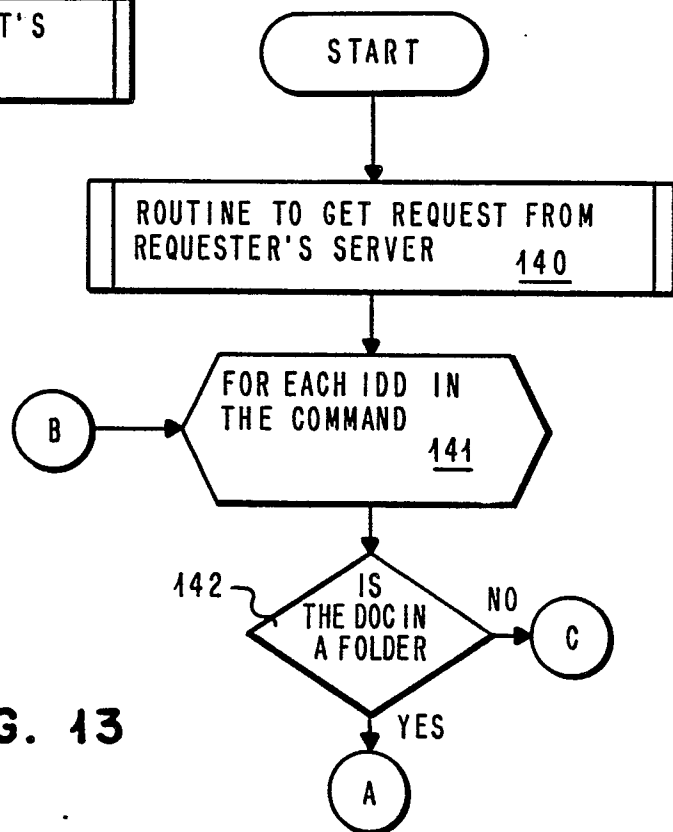 T'S
START
ROUTINE TO GET REQUEST FROM
REQUESTER'S SERVER 140
FOR EACH IDD IN
THE COMMAND
141
B
142
IS
THE DOC IN
A FOLDER
NO
C
YES
G. 13
A